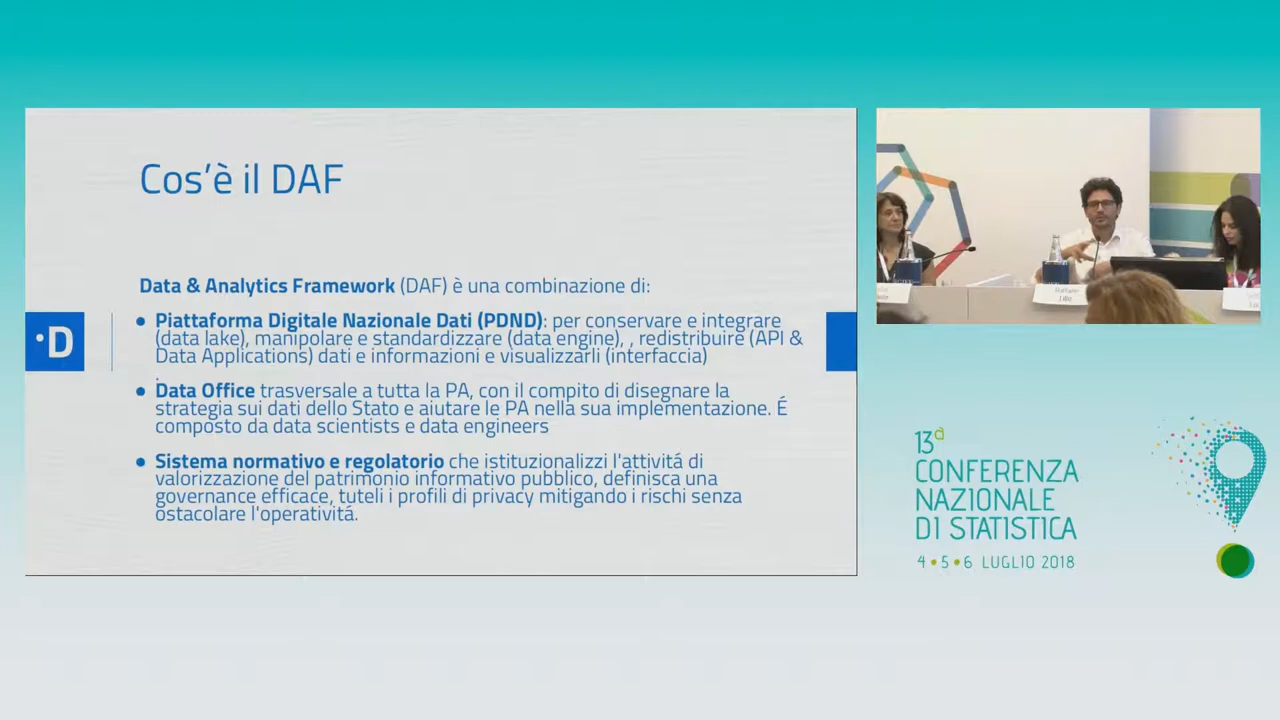 Cos'è il DAF
Data & Analytics Framework (DAF) è una combinazione di:
● Piattaforma Digitale Nazionale Dati (PDND): per conservare e integrare
(data lake), manipolare e standardizzare (data engine), , redistribuire (API &
Data Applications) dati e informazioni e visualizzarli (interfaccia)
.
● Data Office trasversale a tutta la PA, con il compito di disegnare la
strategia sui dati dello Stato e aiutare le PA nella sua implementazione. É
composto da data scientists e data engineers
● Sistema normativo e regolatorio che istituzionalizzi l'attivitá di
valorizzazione del patrimonio informativo pubblico, definisca una
governance efficace, tuteli i profili di privacy mitigando i rischi senza
ostacolare l'operativitá.
D
13ª
CONFERENZA
NAZIONALE
DI STATISTICA
4 • 5 • 6 LUGLIO 2018